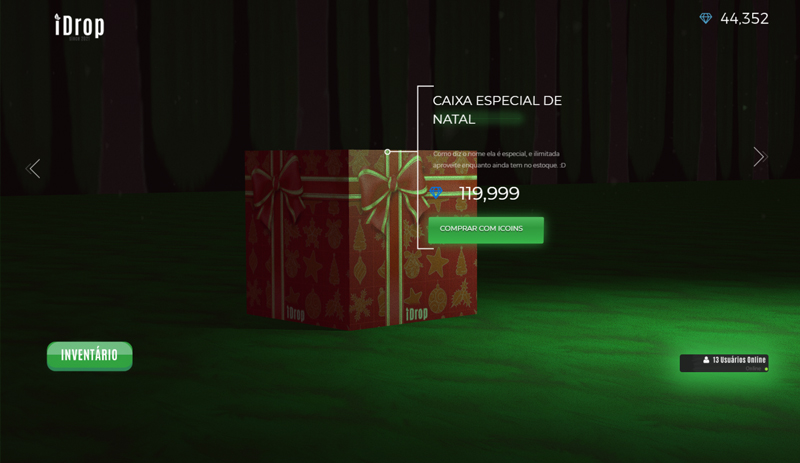 iDrop
44,352
CAIXA ESPECIAL DE
NATAL
Como diz o nome ela é especial, e ilimitada
aproveite enquanto ainda tem no estoque. :D
119,999
COMPRAR COM ICOINS
iDrop
iDrop
INVENTÁRIO
13 Usuários Online
Online